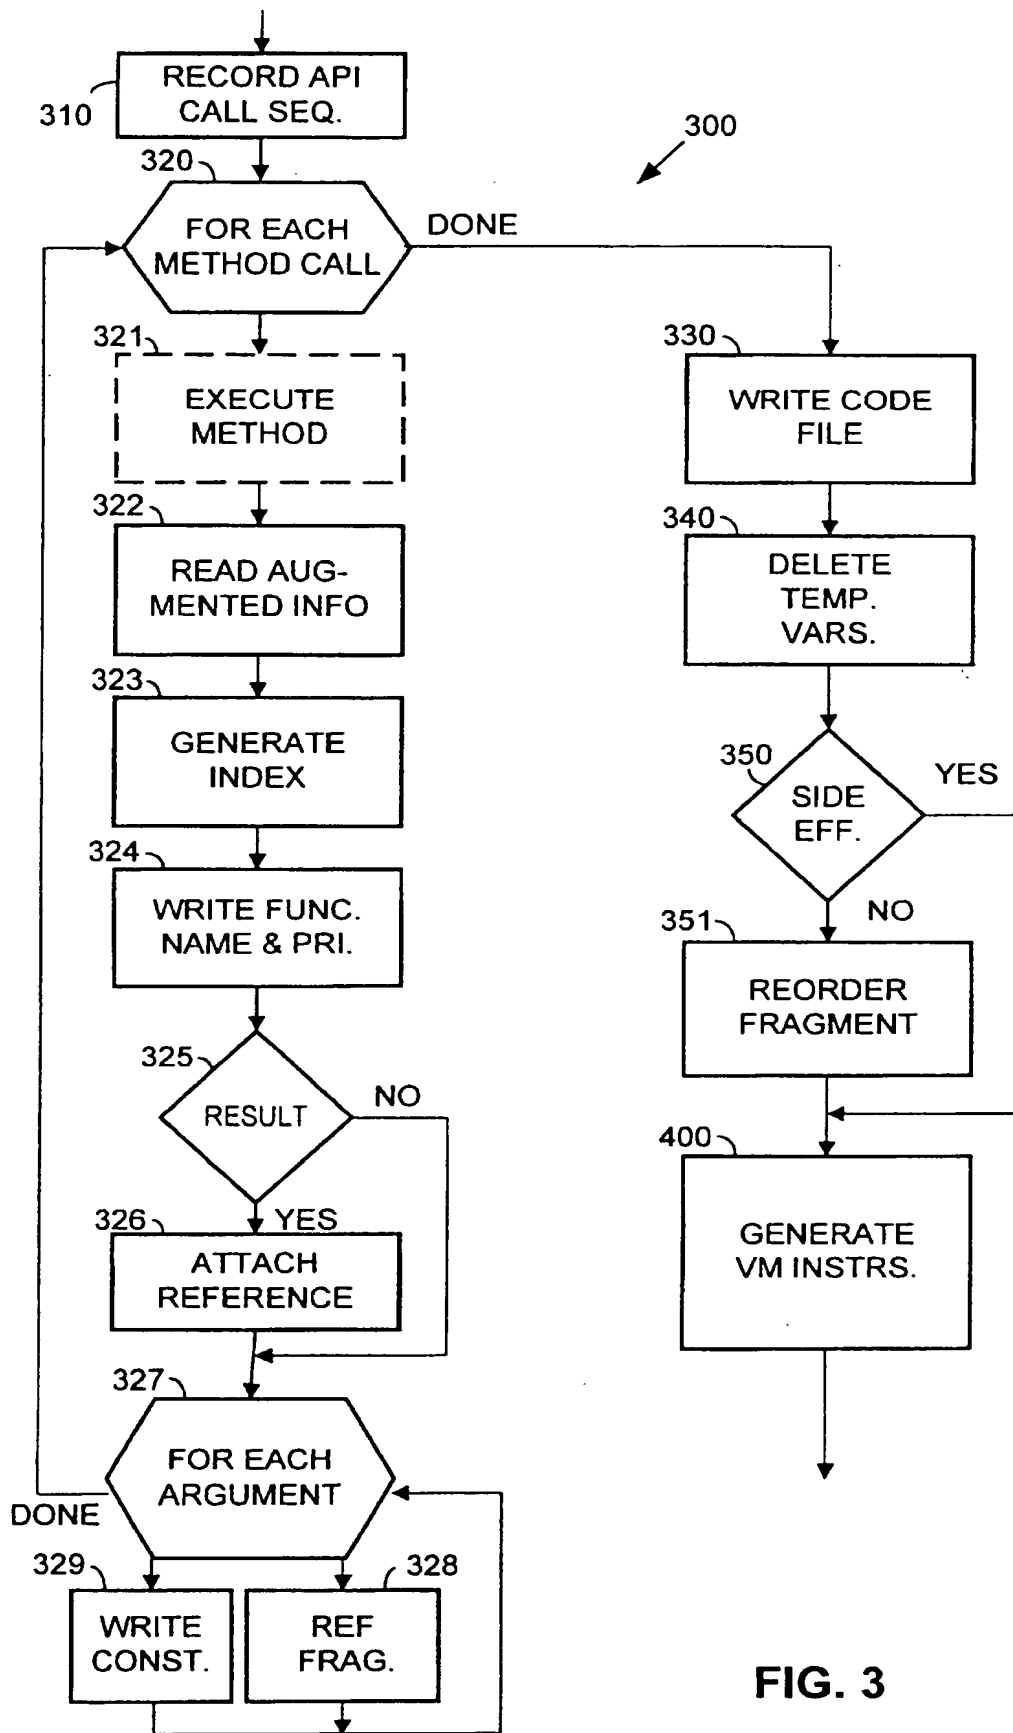 RECORD API
CALL SEQ.
310
300
320
FOR EACH
METHOD CALL
DONE
321
EXECUTE
METHOD
322
READ AUG-
MENTED INFO
323
GENERATE
INDEX
324
WRITE FUNC.
NAME & PRI.
325
RESULT
NO
326
YES
ATTACH
REFERENCE
327
FOR EACH
ARGUMENT
DONE
329
WRITE
CONST.
328
REF
FRAG.
330
WRITE CODE
FILE
340
DELETE
TEMP.
VARS.
350
SIDE
EFF.
YES
NO
351
REORDER
FRAGMENT
400
GENERATE
VM INSTRS.
FIG. 3